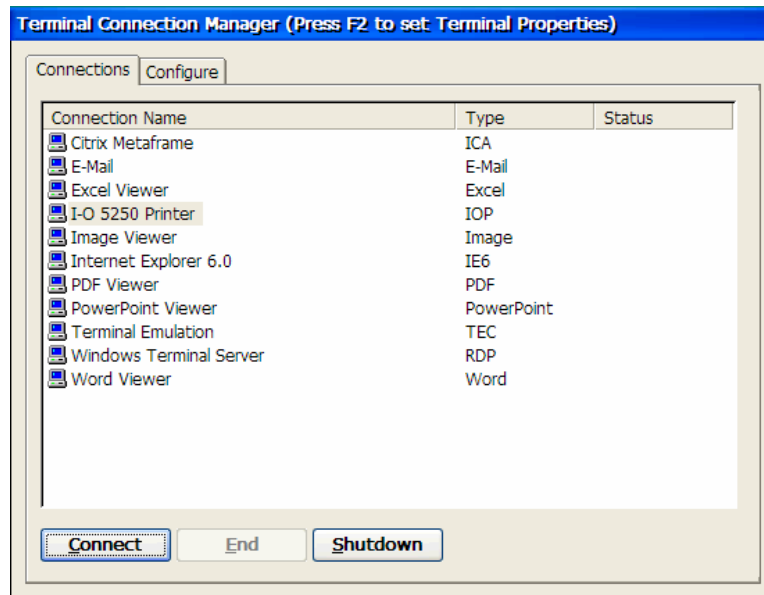 Terminal Connection Manager (Press F2 to set Terminal Properties)
Connections Configure
Connection Name Type Status
Citrix Metaframe ICA
E-Mail E-Mail
Excel Viewer Excel
I-O 5250 Printer IOP
Image Viewer Image
Internet Explorer 6.0 IE6
PDF Viewer PDF
PowerPoint Viewer PowerPoint
Terminal Emulation TEC
Windows Terminal Server RDP
Word Viewer Word
Connect End Shutdown